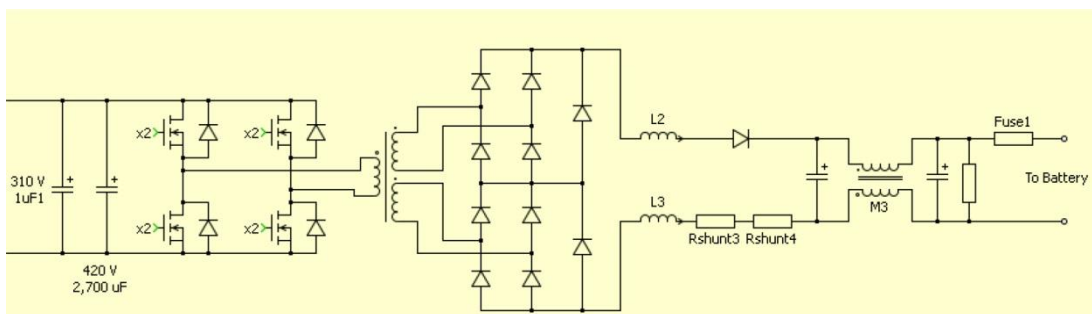 x2
x2
L2
Fuse1
310 V
1uF1
To Battery
M3
L3
x2
x2
Rshunt3
Rshunt4
420 V
2,700 uF